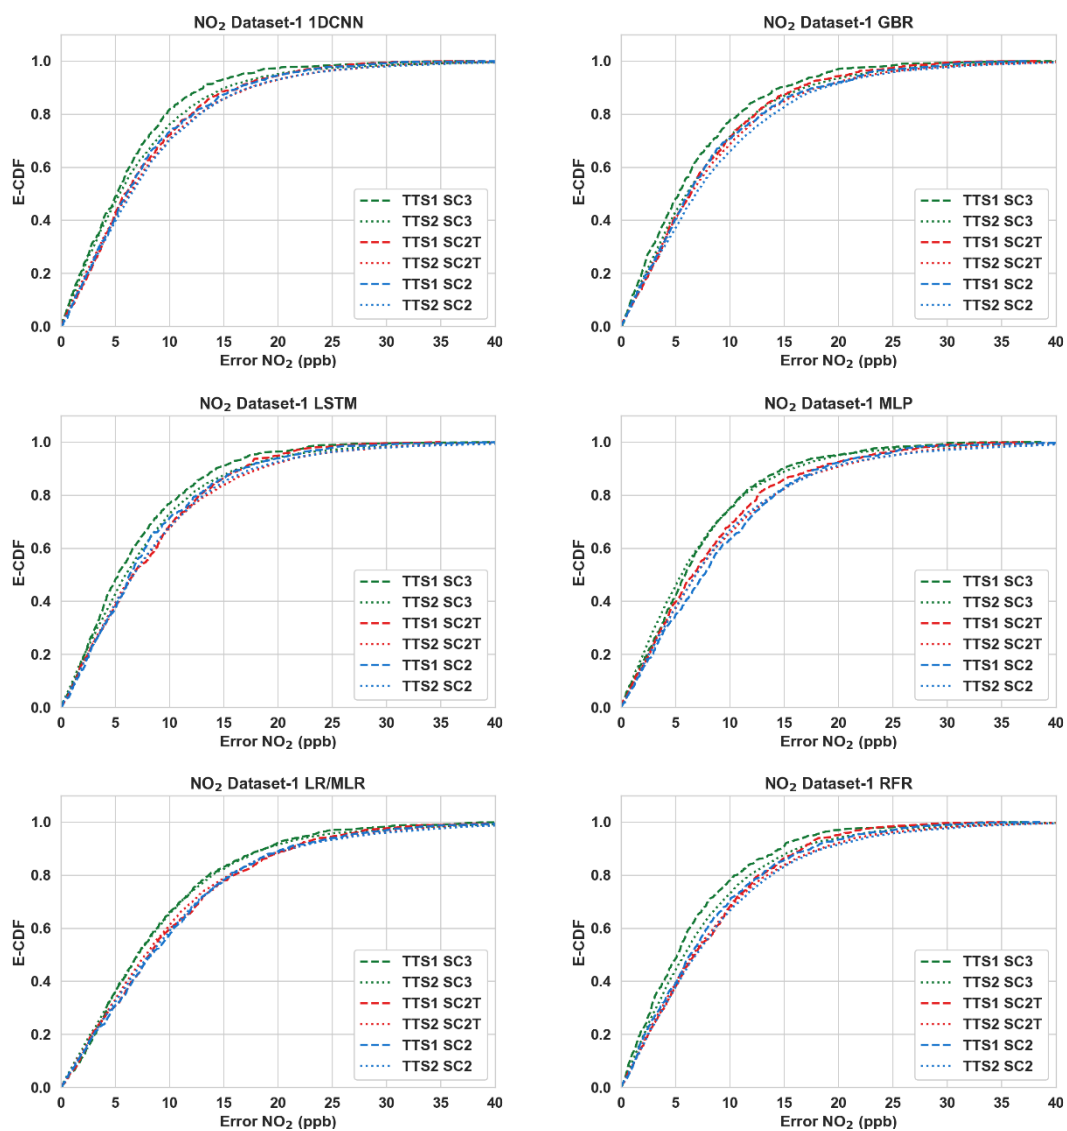 NO₂ Dataset-1 1DCNN
E-CDF
1.0
0.8
0.6
0.4
0.2
0.0
TTS1 SC3
TTS2 SC3
TTS1 SC2T
TTS2 SC2T
TTS1 SC2
TTS2 SC2
0 5 10 15 20 25 30 35 40
Error NO₂ (ppb)
NO₂ Dataset-1 GBR
E-CDF
1.0
0.8
0.6
0.4
0.2
0.0
TTS1 SC3
TTS2 SC3
TTS1 SC2T
TTS2 SC2T
TTS1 SC2
TTS2 SC2
0 5 10 15 20 25 30 35 40
Error NO₂ (ppb)
NO₂ Dataset-1 LSTM
E-CDF
1.0
0.8
0.6
0.4
0.2
0.0
TTS1 SC3
TTS2 SC3
TTS1 SC2T
TTS2 SC2T
TTS1 SC2
TTS2 SC2
0 5 10 15 20 25 30 35 40
Error NO₂ (ppb)
NO₂ Dataset-1 MLP
E-CDF
1.0
0.8
0.6
0.4
0.2
0.0
TTS1 SC3
TTS2 SC3
TTS1 SC2T
TTS2 SC2T
TTS1 SC2
TTS2 SC2
0 5 10 15 20 25 30 35 40
Error NO₂ (ppb)
NO₂ Dataset-1 LR/MLR
E-CDF
1.0
0.8
0.6
0.4
0.2
0.0
TTS1 SC3
TTS2 SC3
TTS1 SC2T
TTS2 SC2T
TTS1 SC2
TTS2 SC2
0 5 10 15 20 25 30 35 40
Error NO₂ (ppb)
NO₂ Dataset-1 RFR
E-CDF
1.0
0.8
0.6
0.4
0.2
0.0
TTS1 SC3
TTS2 SC3
TTS1 SC2T
TTS2 SC2T
TTS1 SC2
TTS2 SC2
0 5 10 15 20 25 30 35 40
Error NO₂ (ppb)